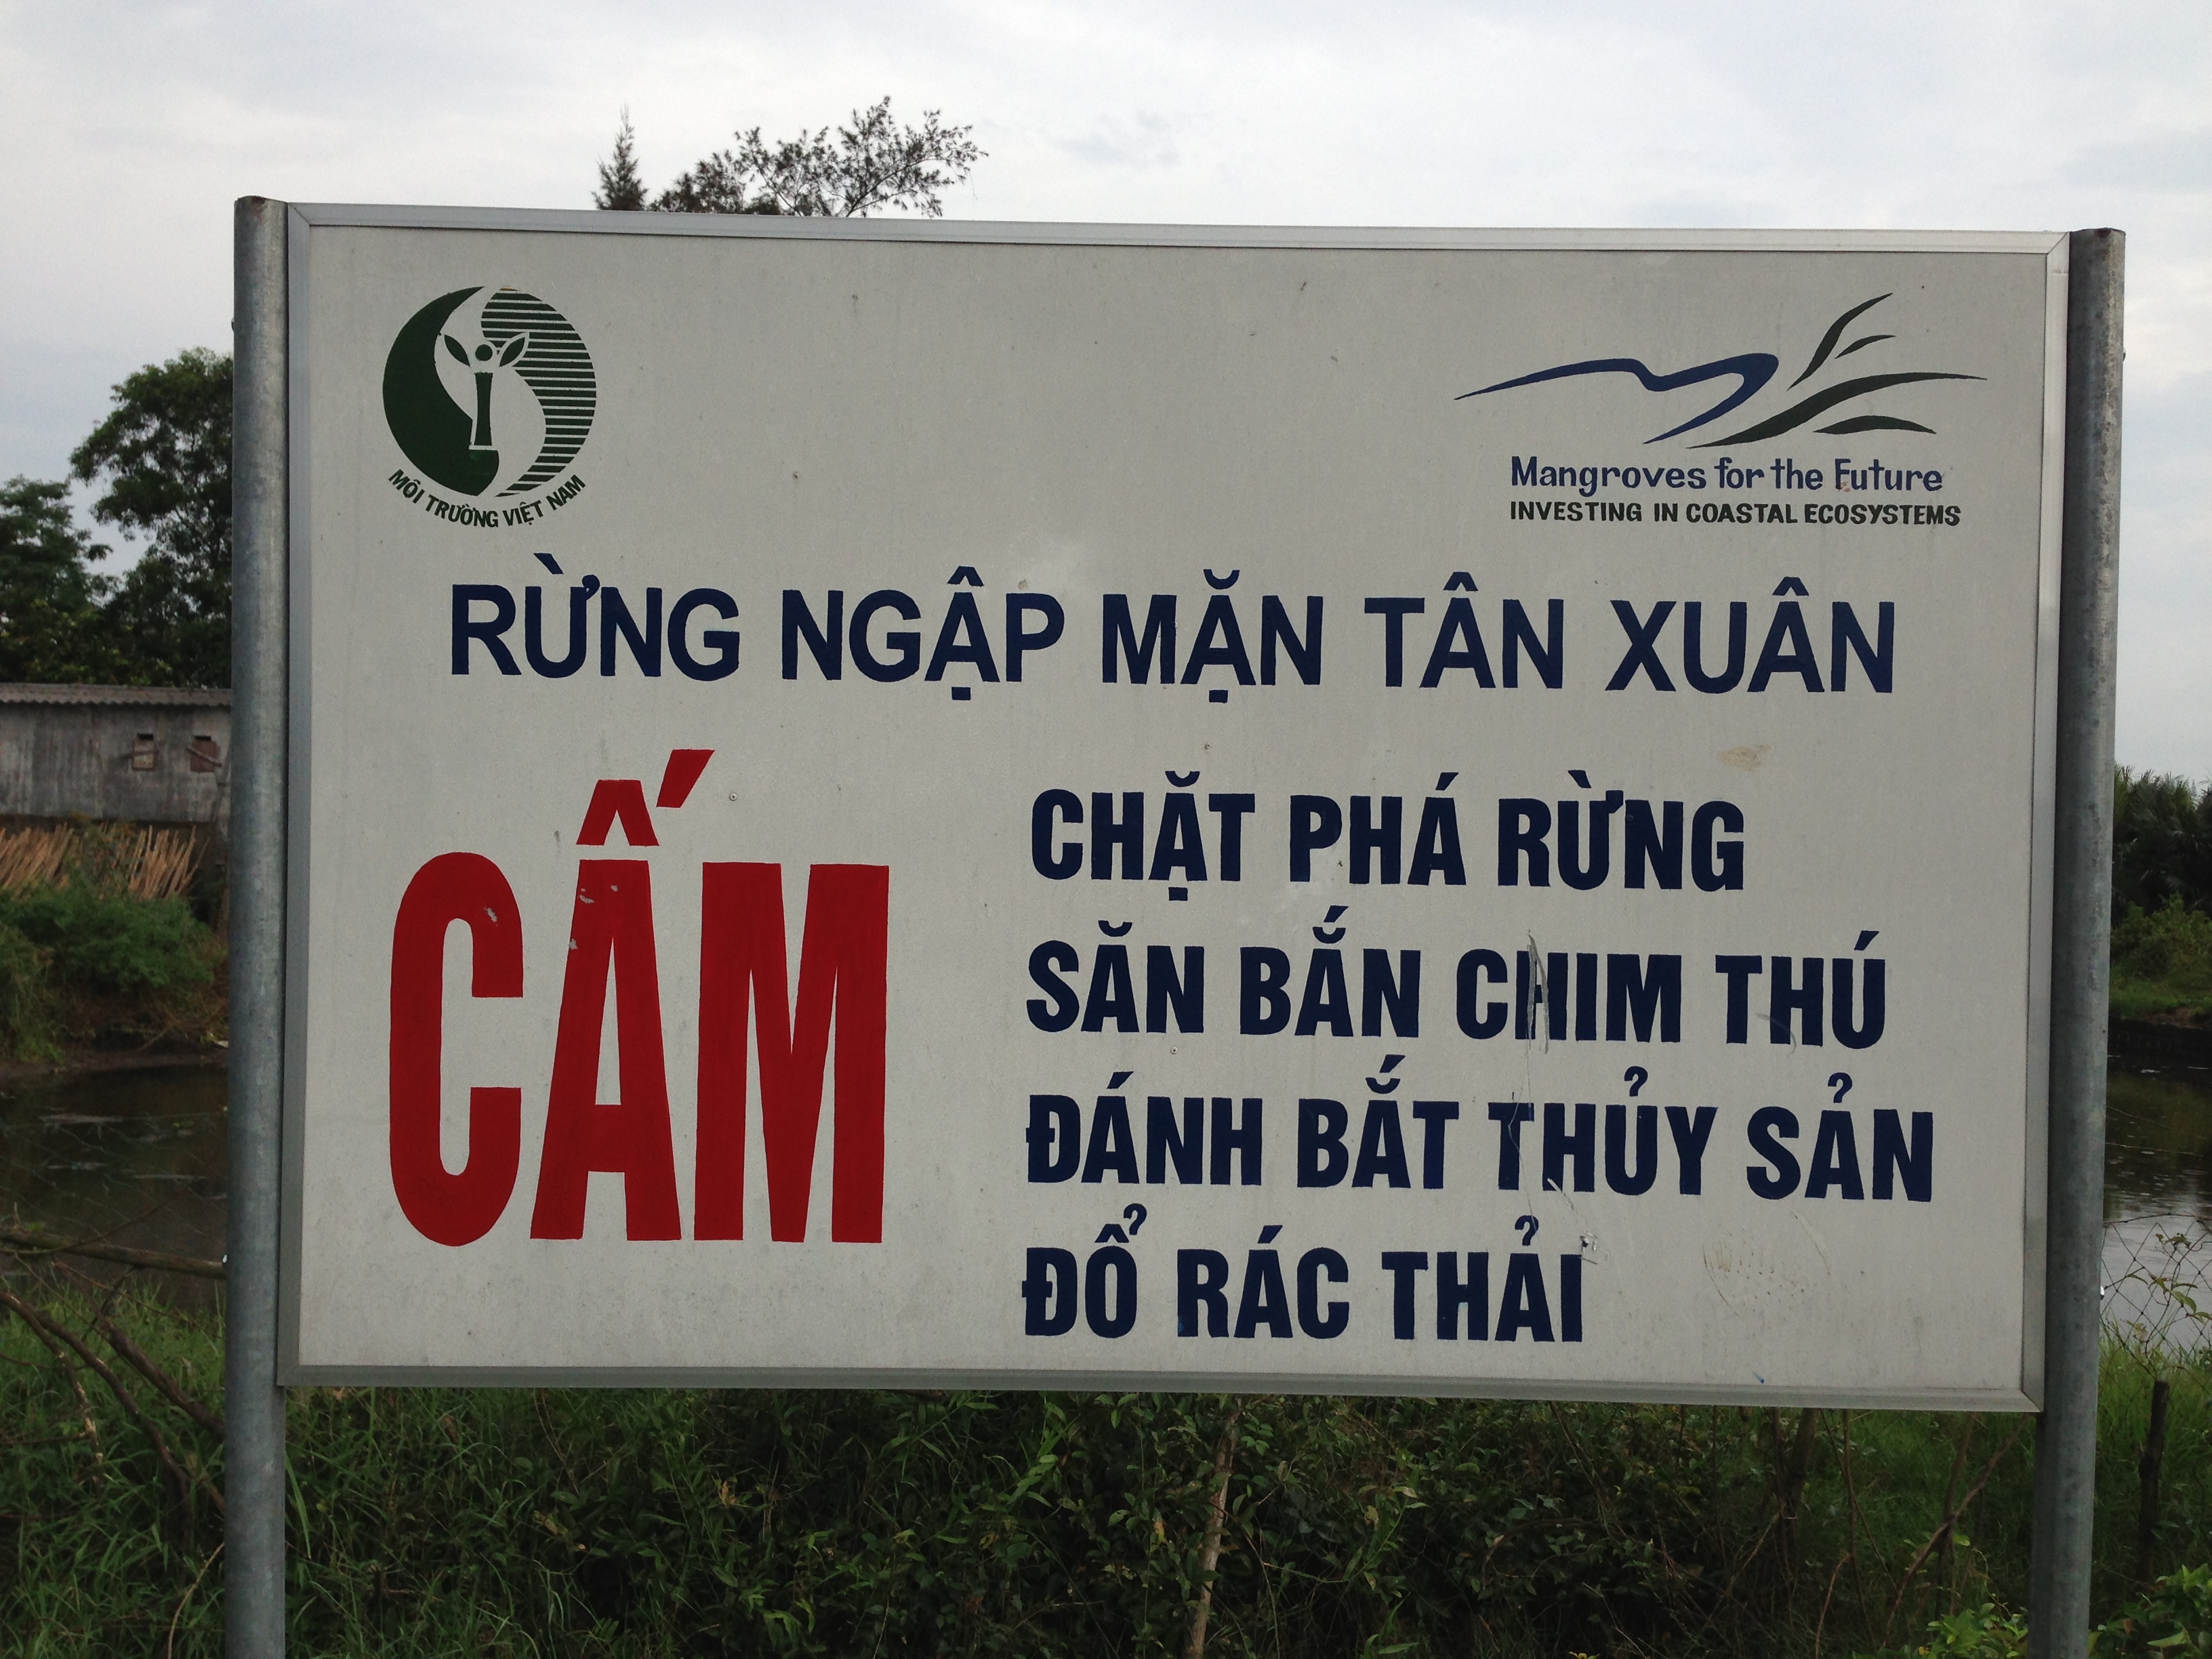 MÔI TRƯỜNG VIỆT NAM
Mangroves for the Future
INVESTING IN COASTAL ECOSYSTEMS
RỪNG NGẬP MẶN TÂN XUÂN
CẤM
CHẶT PHÁ RỪNG
SĂN BẮN CHIM THÚ
ĐÁNH BẮT THỦY SẢN
ĐỔ RÁC THẢI